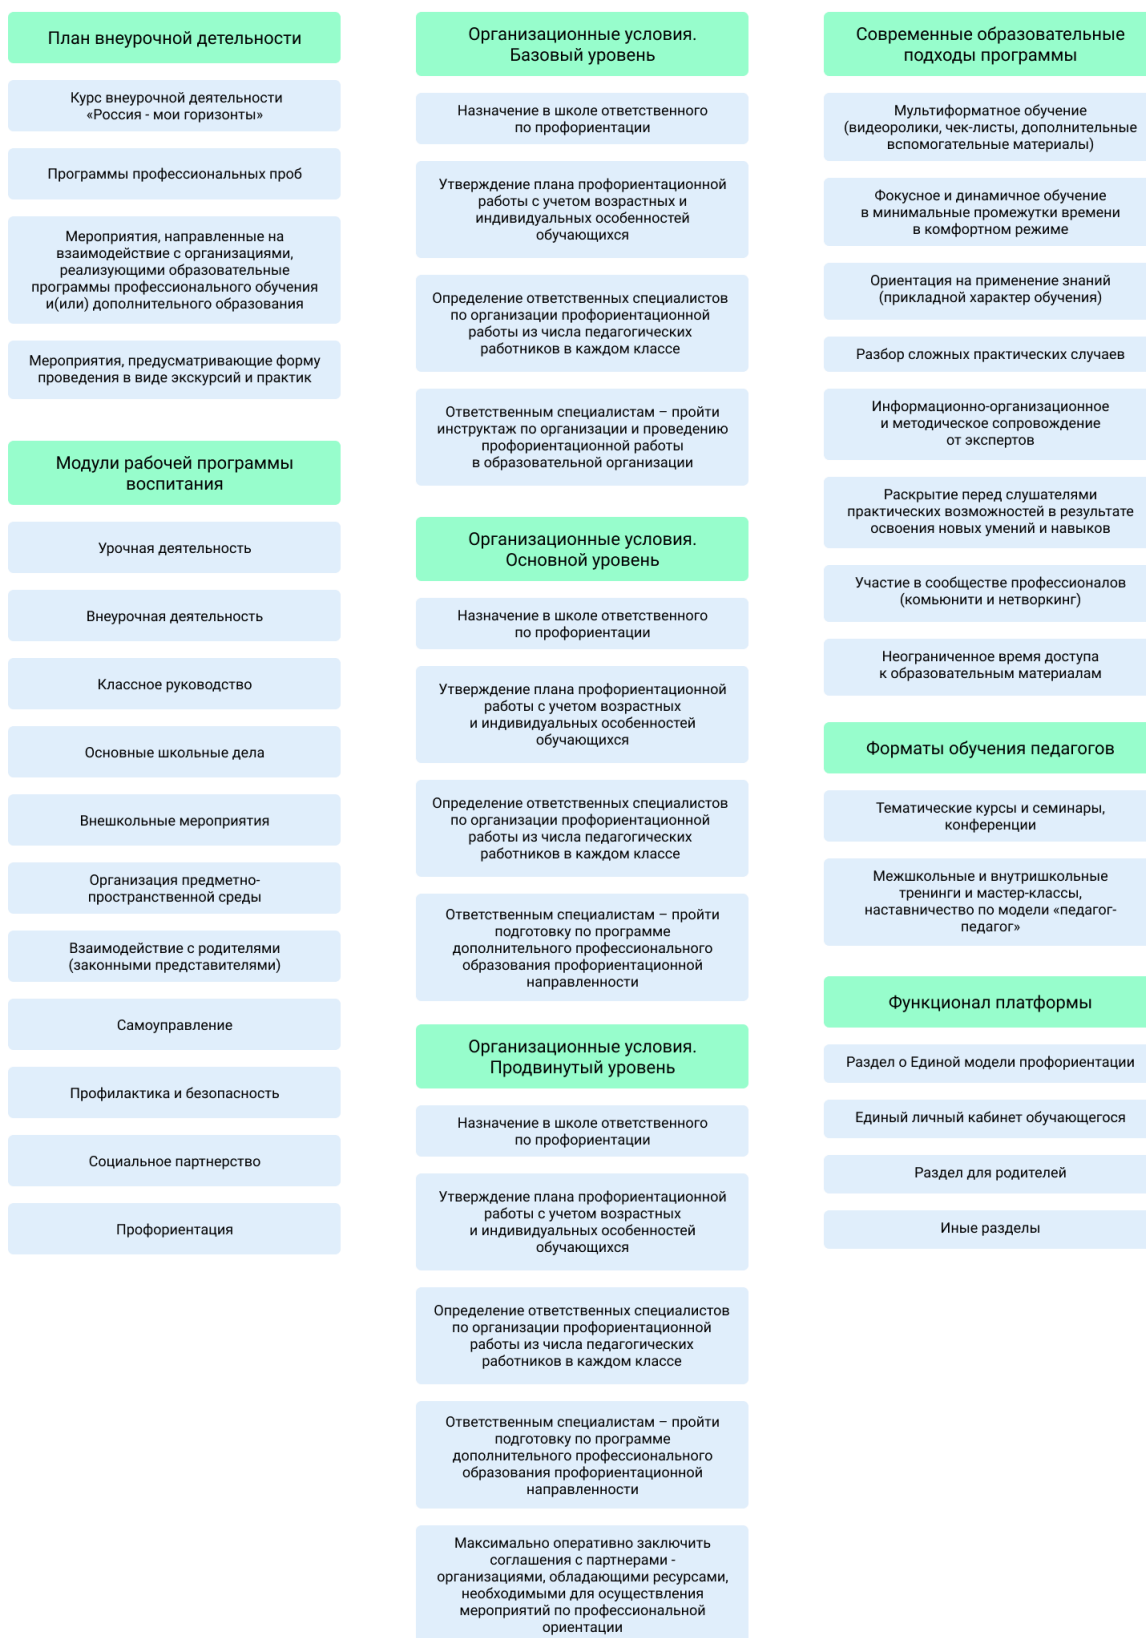 План внеурочной детельности
Курс внеурочной деятельности
«Россия - мои горизонты»
Программы профессиональных проб
Мероприятия, направленные на
взаимодействие с организациями,
реализующими образовательные
программы профессионального обучения
и(или) дополнительного образования
Мероприятия, предусматривающие форму
проведения в виде экскурсий и практик
Модули рабочей программы
воспитания
Урочная деятельность
Внеурочная деятельность
Классное руководство
Основные школьные дела
Внешкольные мероприятия
Организация предметно-
пространственной среды
Взаимодействие с родителями
(законными представителями)
Самоуправление
Профилактика и безопасность
Социальное партнерство
Профориентация
Организационные условия.
Базовый уровень
Назначение в школе ответственного
по профориентации
Утверждение плана профориентационной
работы с учетом возрастных и
индивидуальных особенностей
обучающихся
Определение ответственных специалистов
по организации профориентационной
работы из числа педагогических
работников в каждом классе
Ответственным специалистам – пройти
инструктаж по организации и проведению
профориентационной работы
в образовательной организации
Организационные условия.
Основной уровень
Назначение в школе ответственного
по профориентации
Утверждение плана профориентационной
работы с учетом возрастных
и индивидуальных особенностей
обучающихся
Определение ответственных специалистов
по организации профориентационной
работы из числа педагогических
работников в каждом классе
Ответственным специалистам – пройти
подготовку по программе
дополнительного профессионального
образования профориентационной
направленности
Организационные условия.
Продвинутый уровень
Назначение в школе ответственного
по профориентации
Утверждение плана профориентационной
работы с учетом возрастных
и индивидуальных особенностей
обучающихся
Определение ответственных специалистов
по организации профориентационной
работы из числа педагогических
работников в каждом классе
Ответственным специалистам – пройти
подготовку по программе
дополнительного профессионального
образования профориентационной
направленности
Максимально оперативно заключить
соглашения с партнерами -
организациями, обладающими ресурсами,
необходимыми для осуществления
мероприятий по профессиональной
ориентации
Современные образовательные
подходы программы
Мультиформатное обучение
(видеоролики, чек-листы, дополнительные
вспомогательные материалы)
Фокусное и динамичное обучение
в минимальные промежутки времени
в комфортном режиме
Ориентация на применение знаний
(прикладной характер обучения)
Разбор сложных практических случаев
Информационно-организационное
и методическое сопровождение
от экспертов
Раскрытие перед слушателями
практических возможностей в результате
освоения новых умений и навыков
Участие в сообществе профессионалов
(комьюнити и нетворкинг)
Неограниченное время доступа
к образовательным материалам
Форматы обучения педагогов
Тематические курсы и семинары,
конференции
Межшкольные и внутришкольные
тренинги и мастер-классы,
наставничество по модели «педагог-
педагог»
Функционал платформы
Раздел о Единой модели профориентации
Единый личный кабинет обучающегося
Раздел для родителей
Иные разделы